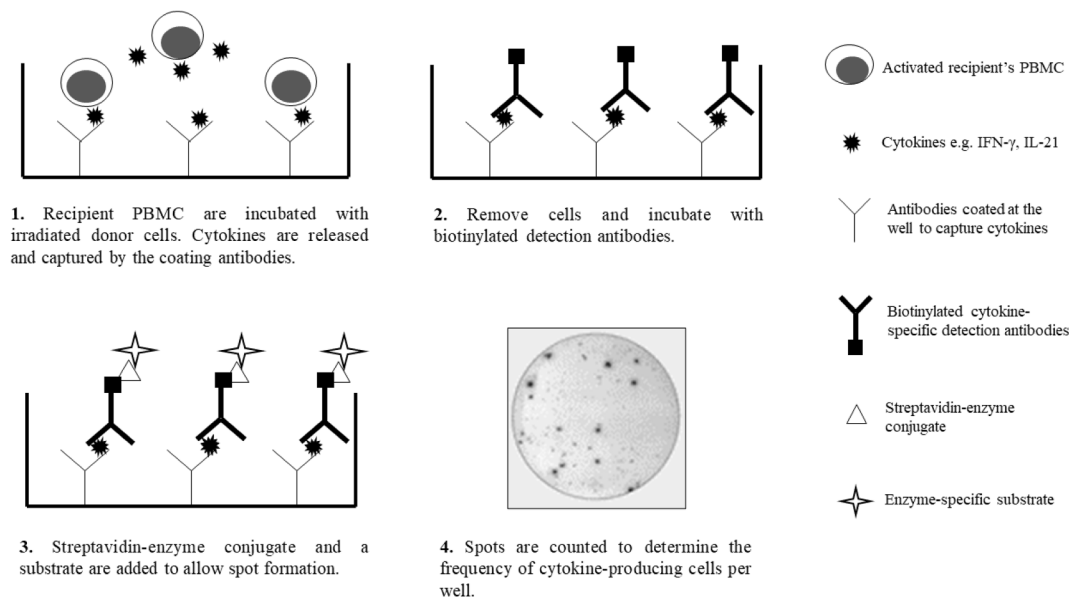 1. Recipient PBMC are incubated with
irradiated donor cells. Cytokines are released
and captured by the coating antibodies.
2. Remove cells and incubate with
biotinylated detection antibodies.
3. Streptavidin-enzyme conjugate and a
substrate are added to allow spot formation.
4. Spots are counted to determine the
frequency of cytokine-producing cells per
well.
Activated recipient's PBMC
Cytokines e.g. IFN-γ, IL-21
Antibodies coated at the
well to capture cytokines
Biotinylated cytokine-
specific detection antibodies
Streptavidin-enzyme
conjugate
Enzyme-specific substrate